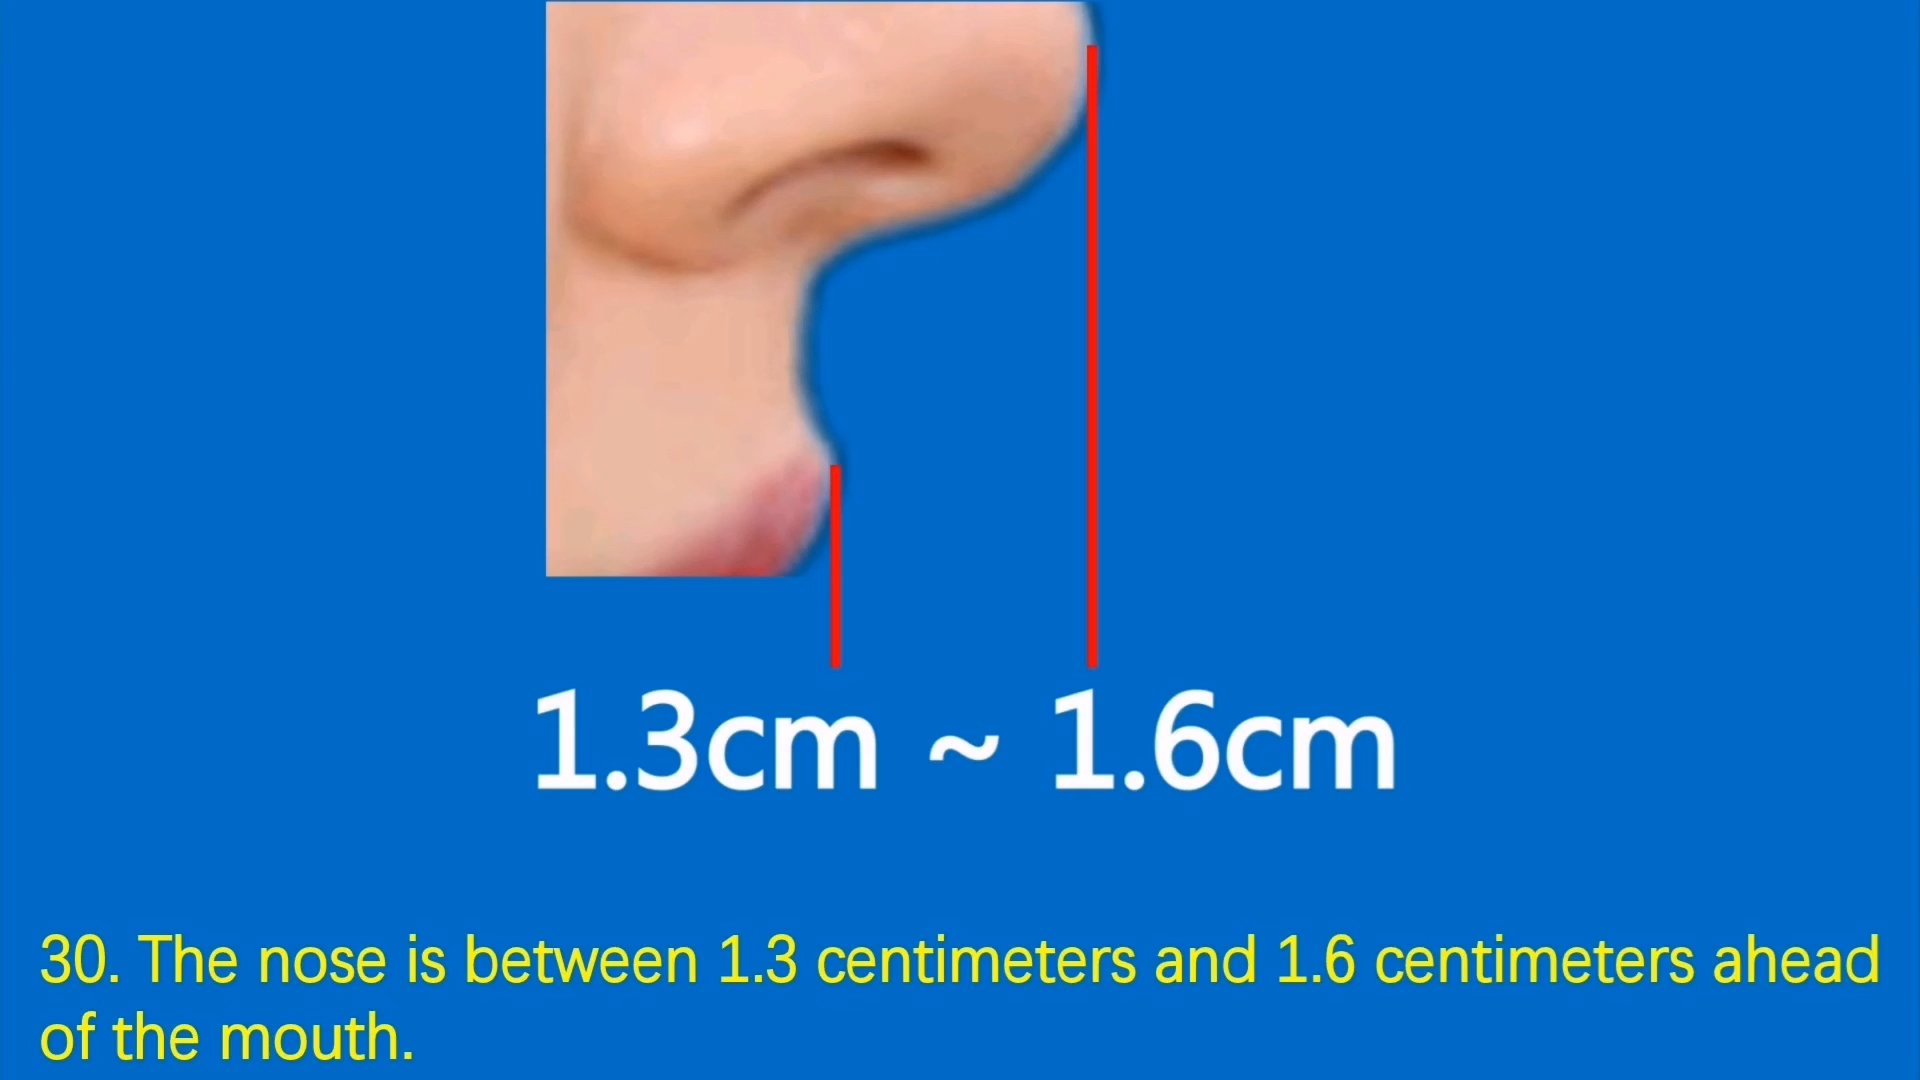 1.3cm ~ 1.6cm
30. The nose is between 1.3 centimeters and 1.6 centimeters ahead
of the mouth.